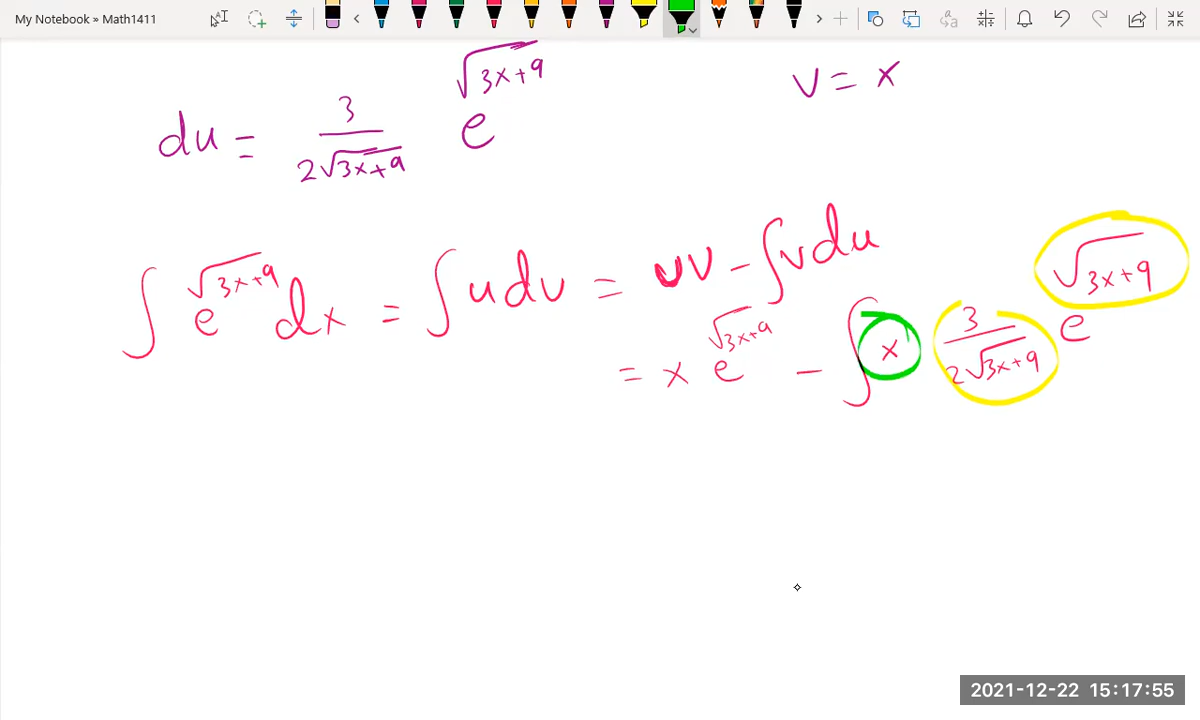 My Notebook » Math1411
du = 3/(2√(3x+9)) e^√(3x+9)
v = x
∫ e^√(3x+9) dx = ∫ u dv = uv - ∫ v du
= x e^√(3x+9) - ∫ x 3/(2√(3x+9)) e^√(3x+9)
2021-12-22 15:17:55